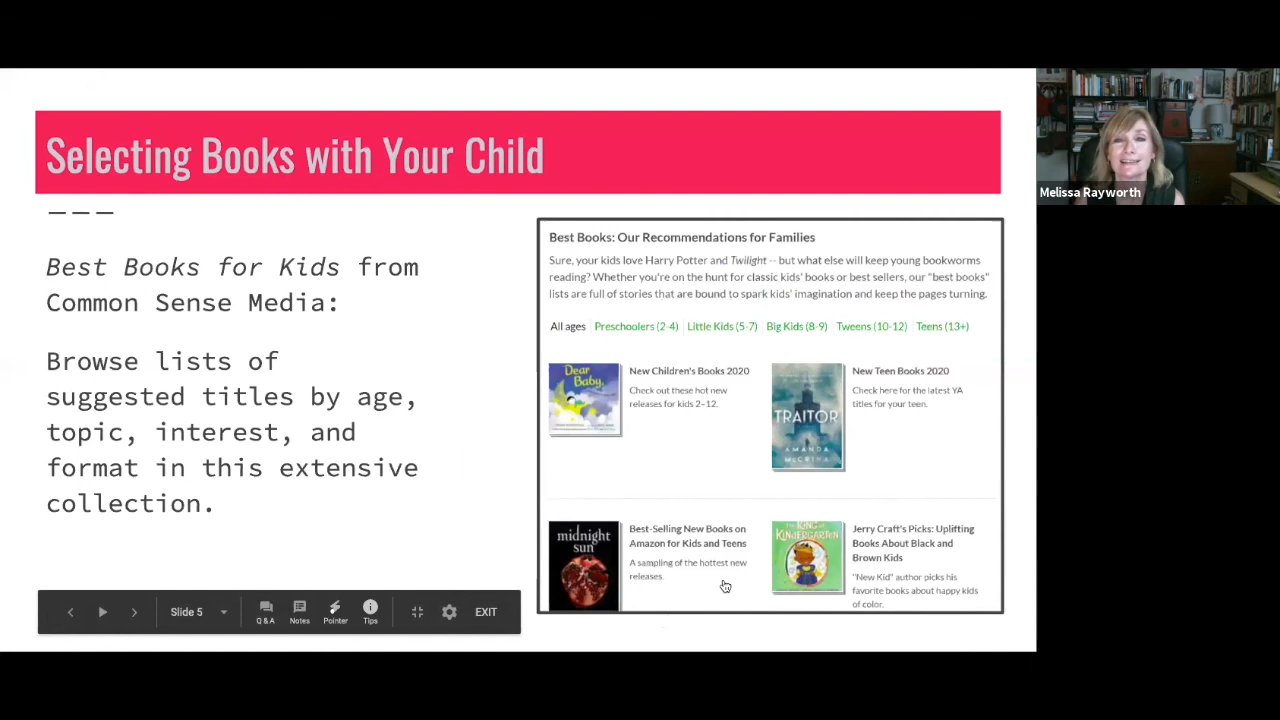 Selecting Books with Your Child
Best Books for Kids from
Common Sense Media:
Browse lists of
suggested titles by age,
topic, interest, and
format in this extensive
collection.
Best Books: Our Recommendations for Families
Sure, your kids love Harry Potter and Twilight -- but what else will keep young bookworms
reading? Whether you're on the hunt for classic kids' books or best sellers, our "best books"
lists are full of stories that are bound to spark kids' imagination and keep the pages turning.
All ages Preschoolers (2-4) Little Kids (5-7) Big Kids (8-9) Tweens (10-12) Teens (13+)
Dear
Baby,
New Children's Books 2020
Check out these hot new
releases for kids 2–12.
TRAITOR
AMANDA
McCRINA
New Teen Books 2020
Check here for the latest YA
titles for your teen.
midnight
sun
Best-Selling New Books on
Amazon for Kids and Teens
A sampling of the hottest new
releases.
THE KING of
KINDERGARTEN
Jerry Craft's Picks: Uplifting
Books About Black and
Brown Kids
"New Kid" author picks his
favorite books about happy kids
of color.
Slide 5
Q & A
Notes
Pointer
Tips
EXIT
Melissa Rayworth